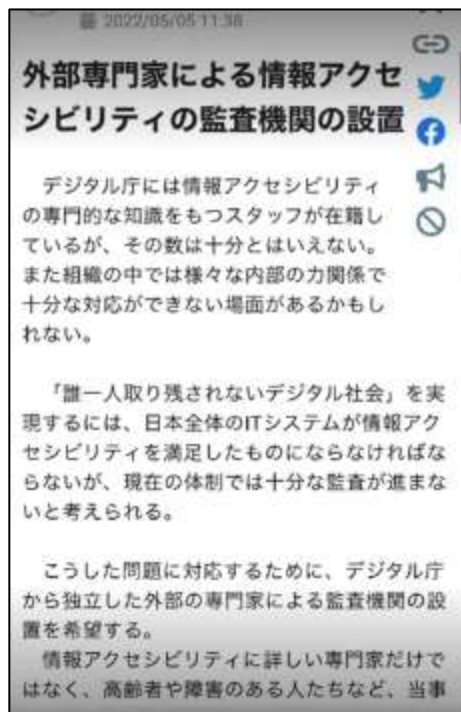 2022/05/05 11:38
外部専門家による情報アクセ
シビリティの監査機関の設置
デジタル庁には情報アクセシビリティ
の専門的な知識をもつスタッフが在籍し
ているが、その数は十分とはいえない。
また組織の中では様々な内部の力関係で
十分な対応ができない場面があるかもし
れない。
「誰一人取り残されないデジタル社会」を実
現するには、日本全体のITシステムが情報アク
セシビリティを満足したものにならなければな
らないが、現在の体制では十分な監査が進まな
いと考えられる。
こうした問題に対応するために、デジタル庁
から独立した外部の専門家による監査機関の設
置を希望する。
情報アクセシビリティに詳しい専門家だけで
はなく、高齢者や障害のある人たちなど、当事